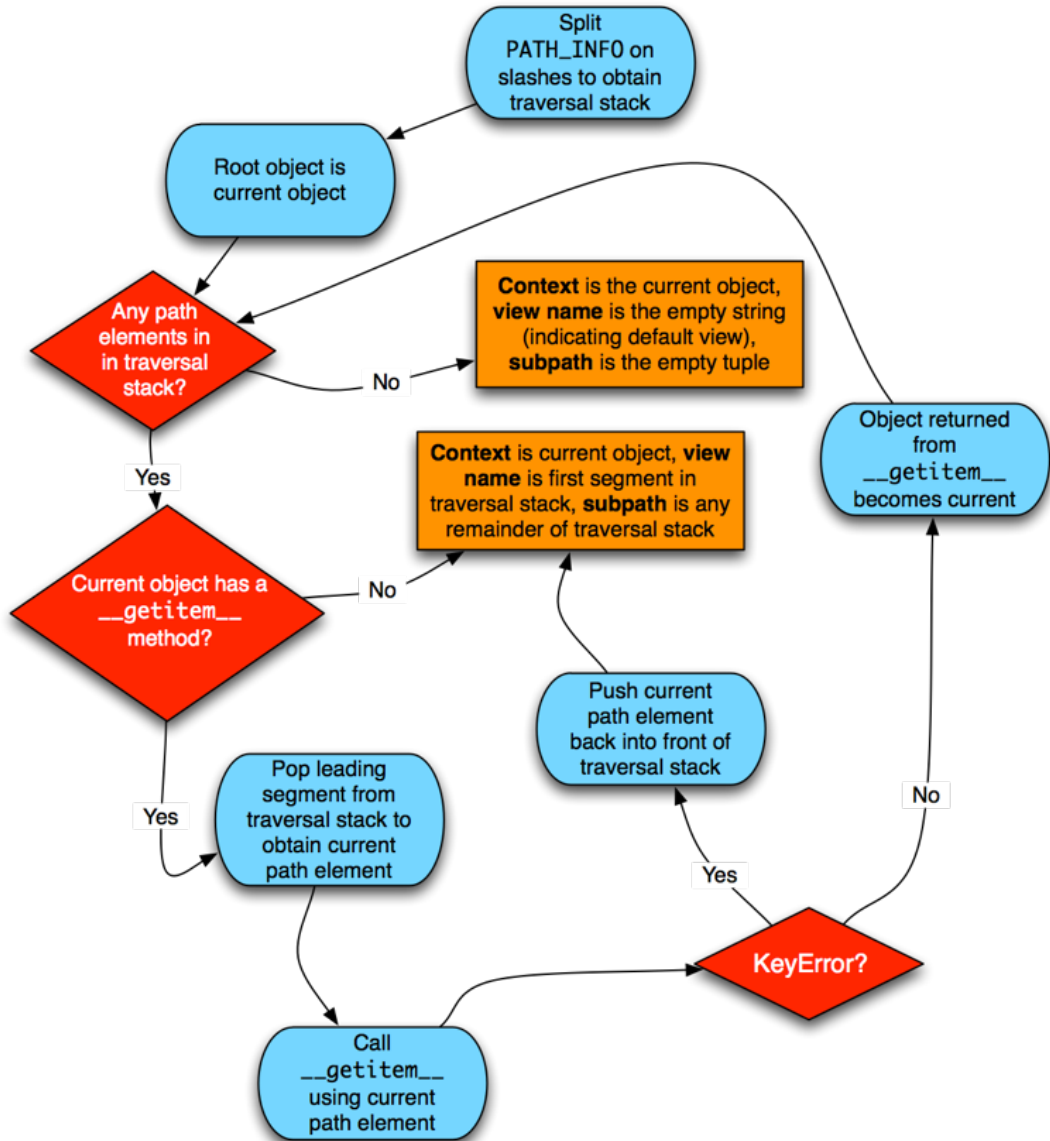 Split
PATH_INFO on
slashes to obtain
traversal stack
Root object is
current object
Any path
elements in
in traversal
stack?
Context is the current object,
view name is the empty string
(indicating default view),
subpath is the empty tuple
No
Yes
Object returned
from
__getitem__
becomes current
Context is current object, view
name is first segment in
traversal stack, subpath is any
remainder of traversal stack
Current object has a
__getitem__
method?
No
Push current
path element
back into front of
traversal stack
Yes
Pop leading
segment from
traversal stack to
obtain current
path element
No
Yes
KeyError?
Call
__getitem__
using current
path element